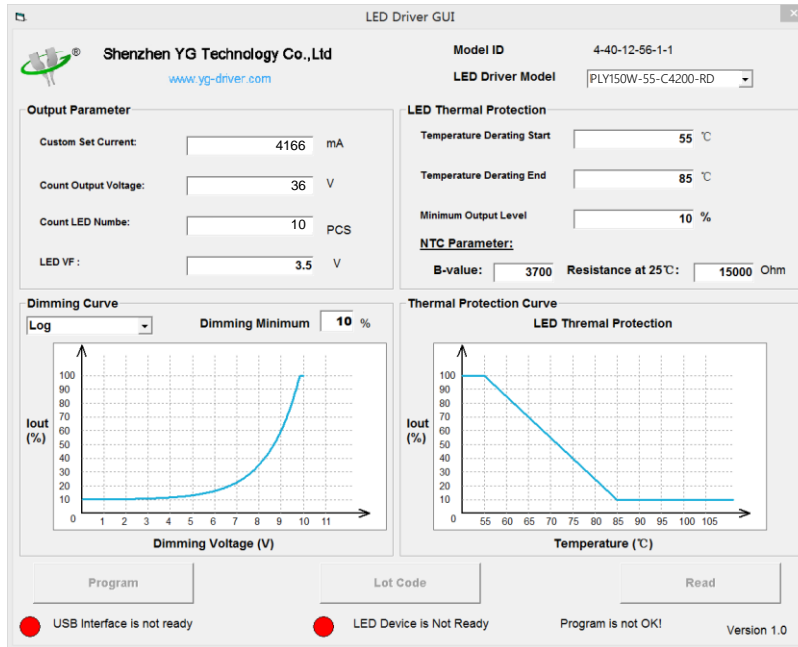 LED Driver GUI
®
Shenzhen YG Technology Co.,Ltd
www.yg-driver.com
Model ID 4-40-12-56-1-1
LED Driver Model PLY150W-55-C4200-RD
Output Parameter
Custom Set Current: 4166 mA
Count Output Voltage: 36 V
Count LED Numbe: 10 PCS
LED VF : 3.5 V
LED Thermal Protection
Temperature Derating Start 55 ℃
Temperature Derating End 85 ℃
Minimum Output Level 10 %
NTC Parameter:
B-value: 3700 Resistance at 25℃: 15000 Ohm
Dimming Curve
Log Dimming Minimum 10 %
100
90
80
70
60
50
40
30
20
10
Iout
(%)
0 1 2 3 4 5 6 7 8 9 10 11
Dimming Voltage (V)
Thermal Protection Curve
LED Thremal Protection
100
90
80
70
60
50
40
30
20
10
Iout
(%)
0 55 60 65 70 75 80 85 90 95 100 105
Temperature (℃)
Program Lot Code Read
USB Interface is not ready LED Device is Not Ready Program is not OK! Version 1.0